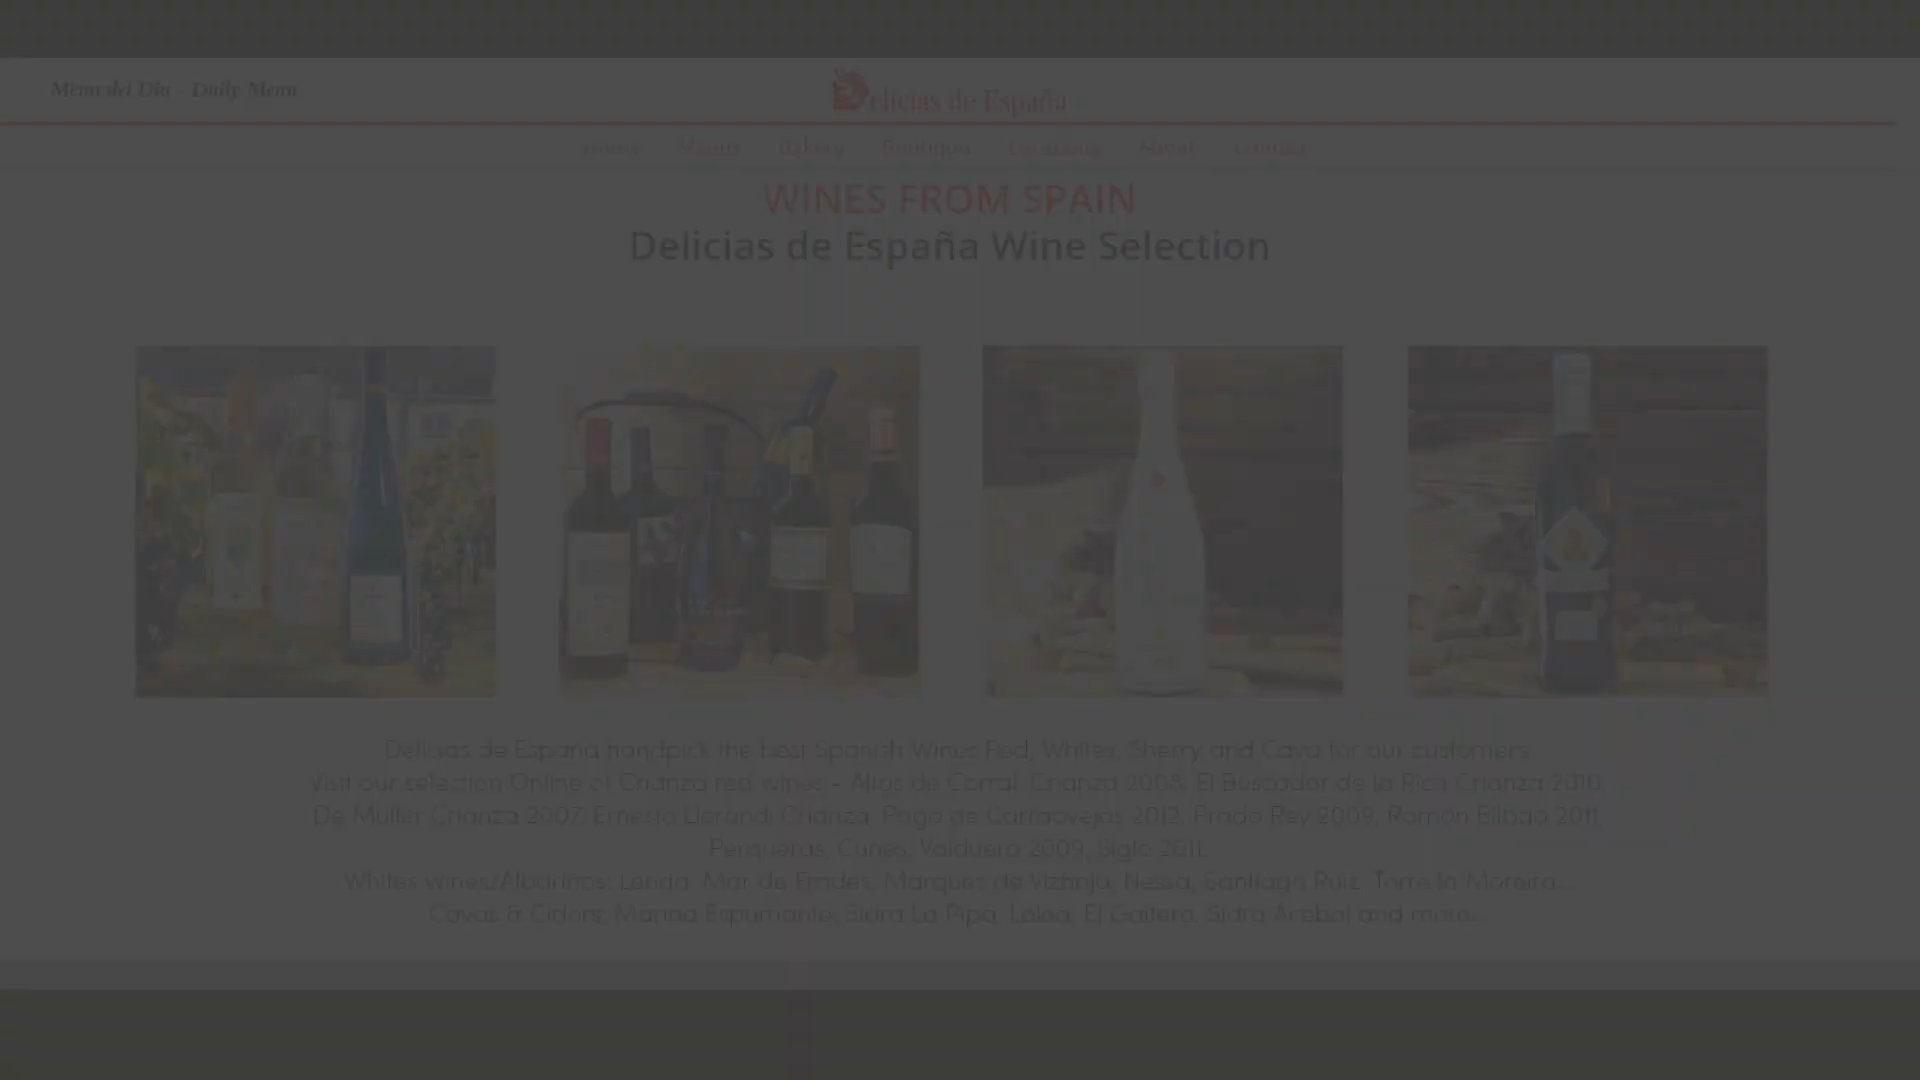 Menu del Día Daily Menu
Delicias de España
Home Menus Bakery Boutique Locations News Contact
WINES FROM SPAIN
Delicias de España Wine Selection
Delicias de España handpick the best Spanish Wines Red, Whites, Sherry and Cava for our customers.
Visit our selection Online of Crianza red wines - Altos de Corral, Crianza 2008, El Buscador de la Rica Crianza 2010
De Muller Crianza 2007, Ernesto Llerandi Crianza, Pago de Carraovejas 2012, Prado Rey 2009, Ramon Bilbao 2011
Perqueras, Cunes, Valduero 2009, Siglo 2011.
Whites wines/Albarinos: Lenda, Mar de Frades, Marques de Vizhoja, Nessa, Santiago Ruiz, Torre la Moreira...
Cavas & Ciders: Marina Espumante, Sidra La Pipa, Lolea, El Gaitero, Sidra Acebal and more...